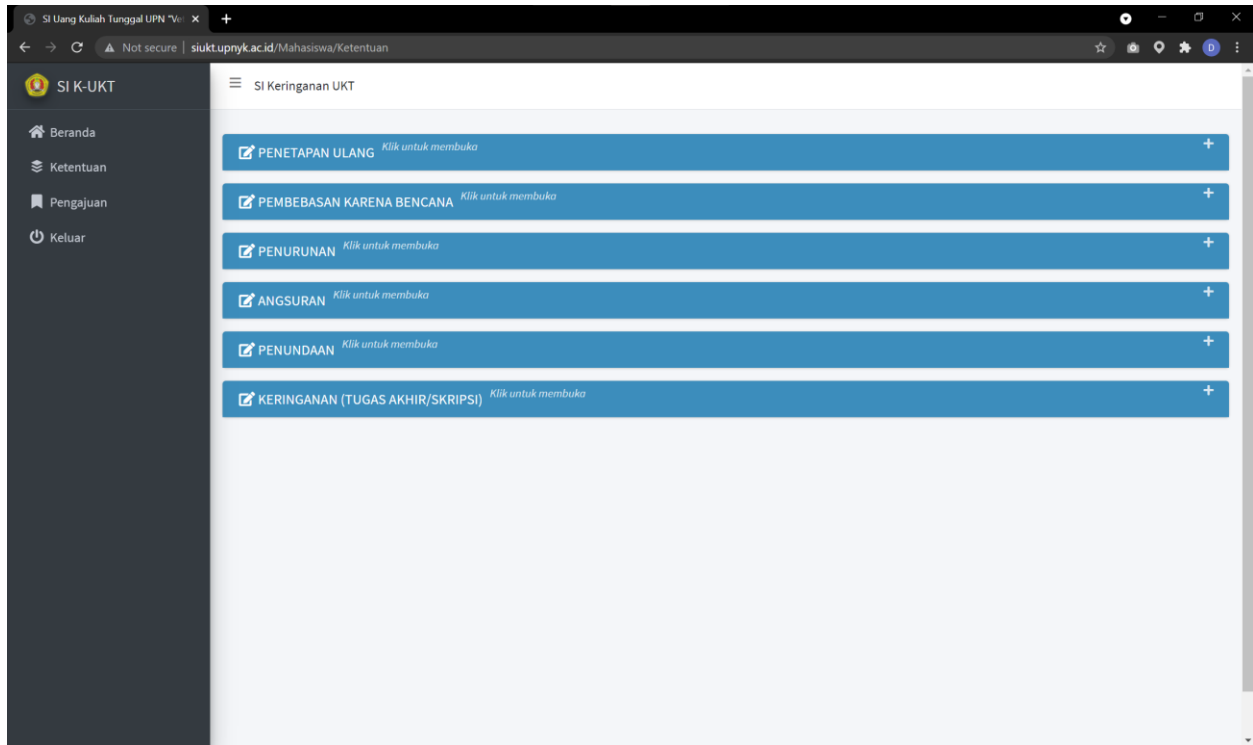 SI Uang Kuliah Tunggal UPN "Ve
Not secure | siukt.upnyk.ac.id/Mahasiswa/Ketentuan
D
SI K-UKT
SI Keringanan UKT
Beranda
Ketentuan
Pengajuan
Keluar
PENETAPAN ULANG Klik untuk membuka
PEMBEBASAN KARENA BENCANA Klik untuk membuka
PENURUNAN Klik untuk membuka
ANGSURAN Klik untuk membuka
PENUNDAAN Klik untuk membuka
KERINGANAN (TUGAS AKHIR/SKRIPSI) Klik untuk membuka